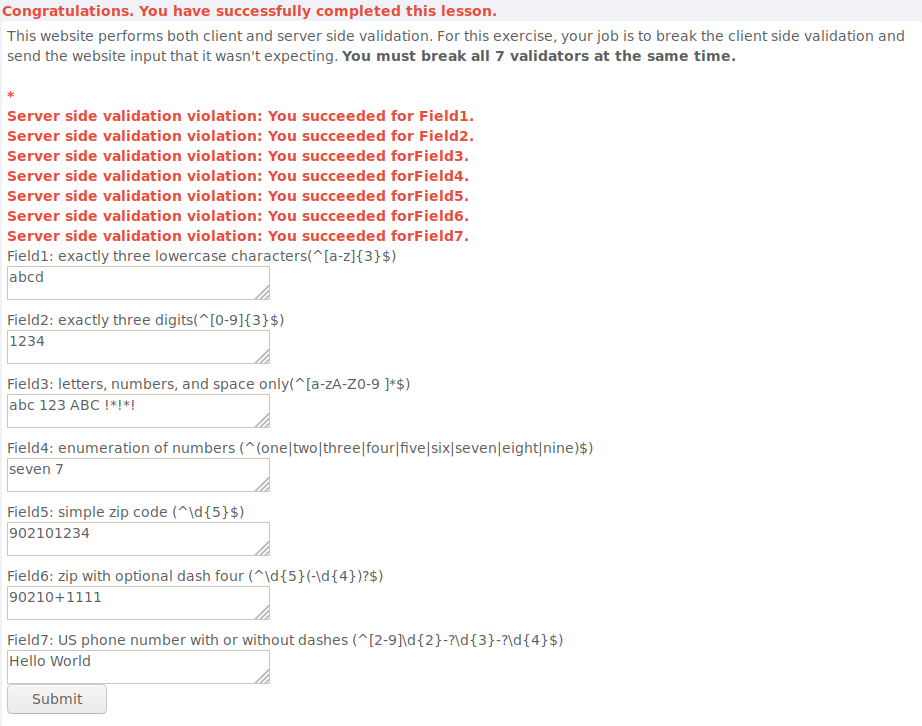 Congratulations. You have successfully completed this lesson.
This website performs both client and server side validation. For this exercise, your job is to break the client side validation and
send the website input that it wasn't expecting. You must break all 7 validators at the same time.
*
Server side validation violation: You succeeded for Field1.
Server side validation violation: You succeeded for Field2.
Server side validation violation: You succeeded forField3.
Server side validation violation: You succeeded forField4.
Server side validation violation: You succeeded forField5.
Server side validation violation: You succeeded forField6.
Server side validation violation: You succeeded forField7.
Field1: exactly three lowercase characters(^[a-z]{3}$)
abcd
Field2: exactly three digits(^[0-9]{3}$)
1234
Field3: letters, numbers, and space only(^[a-zA-Z0-9 ]*$)
abc 123 ABC !*!*!
Field4: enumeration of numbers (^(one|two|three|four|five|six|seven|eight|nine)$)
seven 7
Field5: simple zip code (^\d{5}$)
902101234
Field6: zip with optional dash four (^\d{5}(-\d{4})?$)
90210+1111
Field7: US phone number with or without dashes (^[2-9]\d{2}-?\d{3}-?\d{4}$)
Hello World
Submit